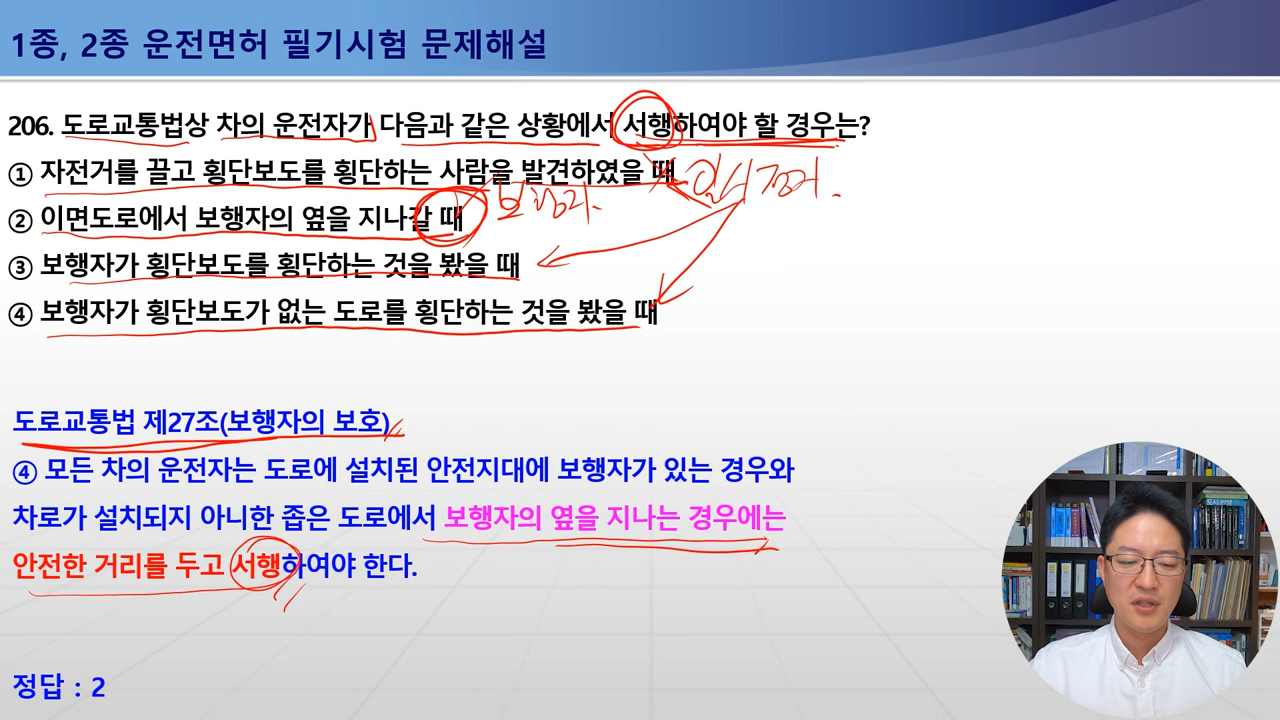 1종, 2종 운전면허 필기시험 문제해설
206. 도로교통법상 차의 운전자가 다음과 같은 상황에서 서행하여야 할 경우는?
① 자전거를 끌고 횡단보도를 횡단하는 사람을 발견하였을 때
일시정지.
② 이면도로에서 보행자의 옆을 지나갈 때
보행자.
③ 보행자가 횡단보도를 횡단하는 것을 봤을 때
④ 보행자가 횡단보도가 없는 도로를 횡단하는 것을 봤을 때
도로교통법 제27조(보행자의 보호)
④ 모든 차의 운전자는 도로에 설치된 안전지대에 보행자가 있는 경우와
차로가 설치되지 아니한 좁은 도로에서 보행자의 옆을 지나는 경우에는
안전한 거리를 두고 서행하여야 한다.
정답 : 2